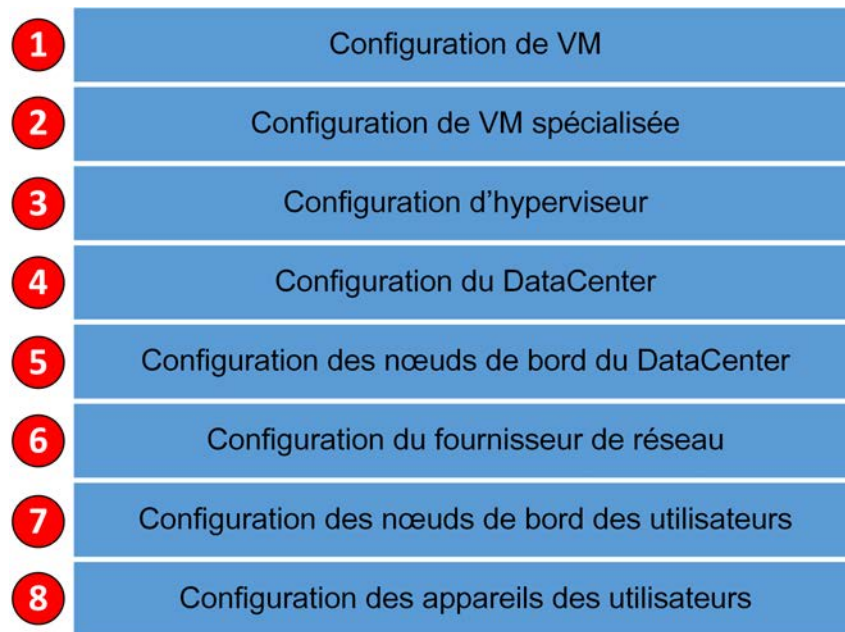 1 Configuration de VM
2 Configuration de VM spécialisée
3 Configuration d’hyperviseur
4 Configuration du DataCenter
5 Configuration des nœuds de bord du DataCenter
6 Configuration du fournisseur de réseau
7 Configuration des nœuds de bord des utilisateurs
8 Configuration des appareils des utilisateurs